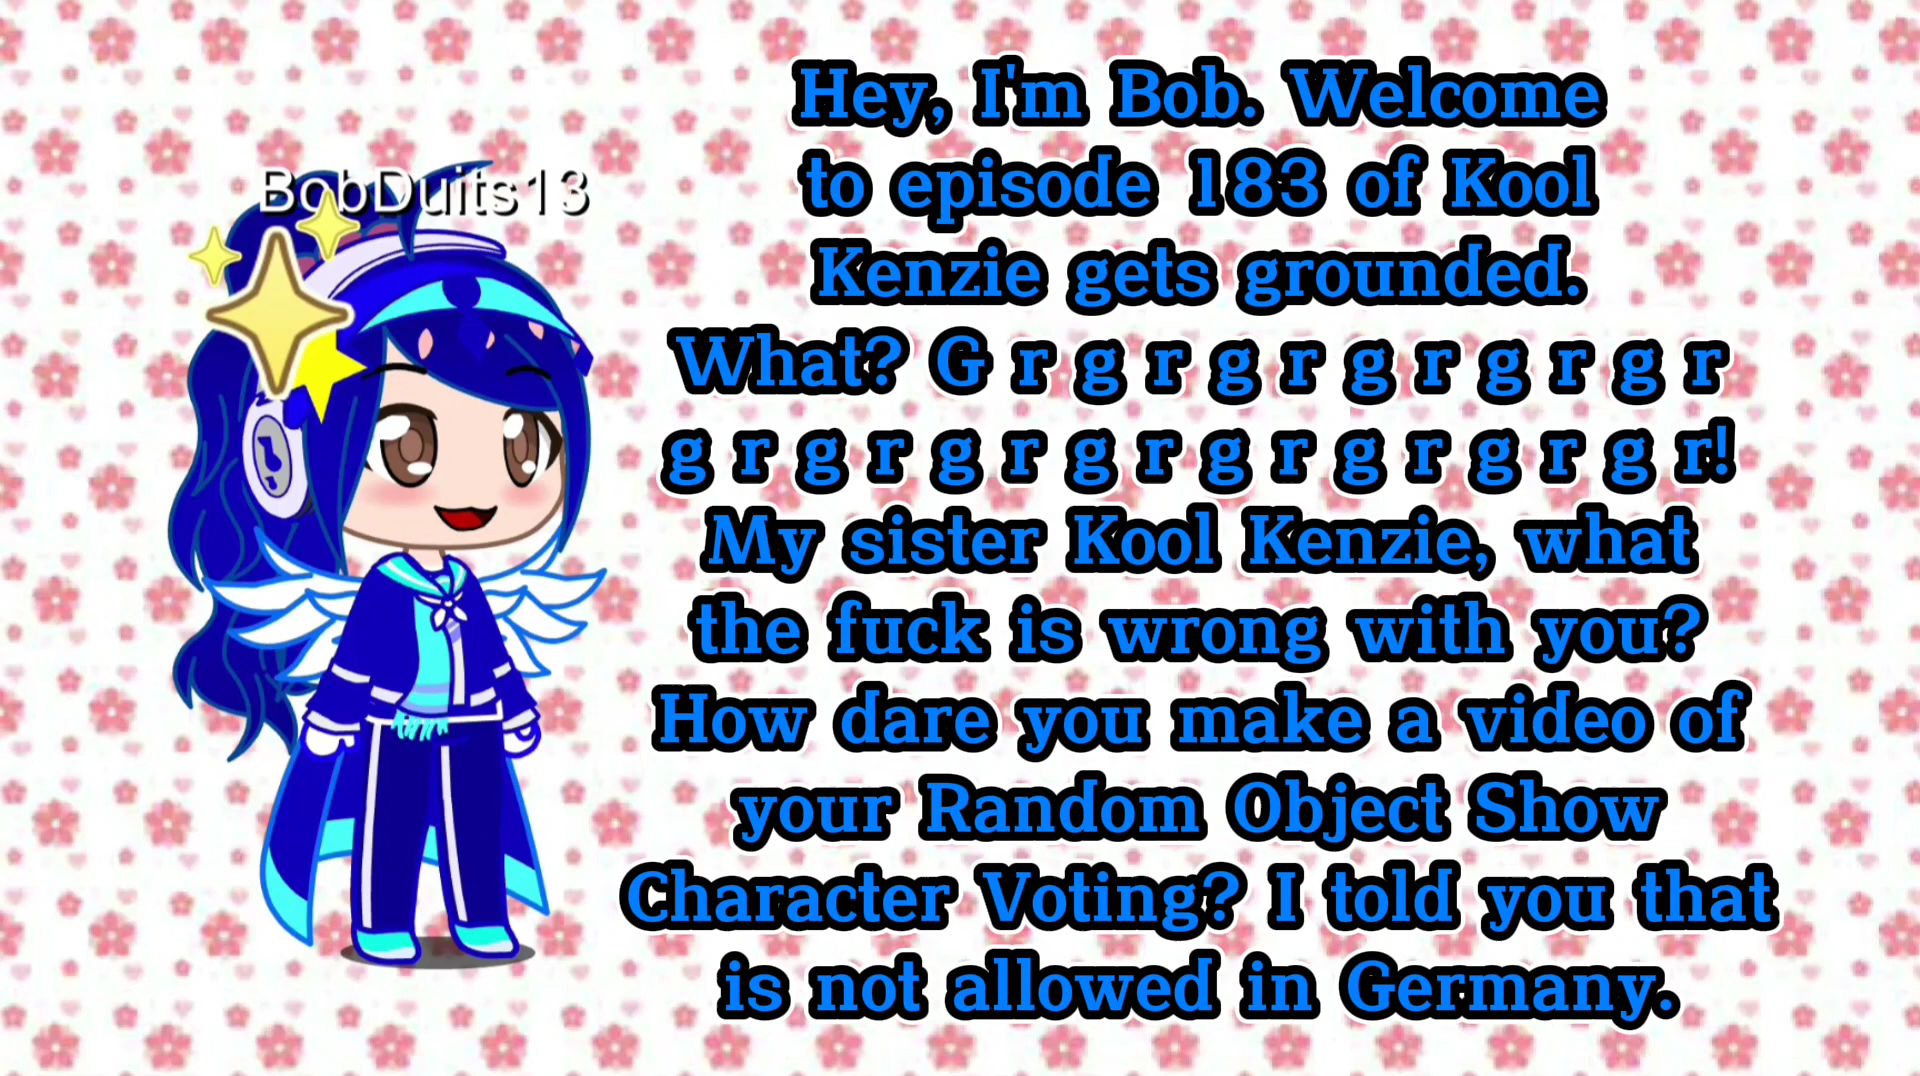 BobDuits13
Hey, I'm Bob. Welcome
to episode 183 of Kool
Kenzie gets grounded.
What? G r g r g r g r g r g r
g r g r g r g r g r g r g r g r!
My sister Kool Kenzie, what
the fuck is wrong with you?
How dare you make a video of
your Random Object Show
Character Voting? I told you that
is not allowed in Germany.